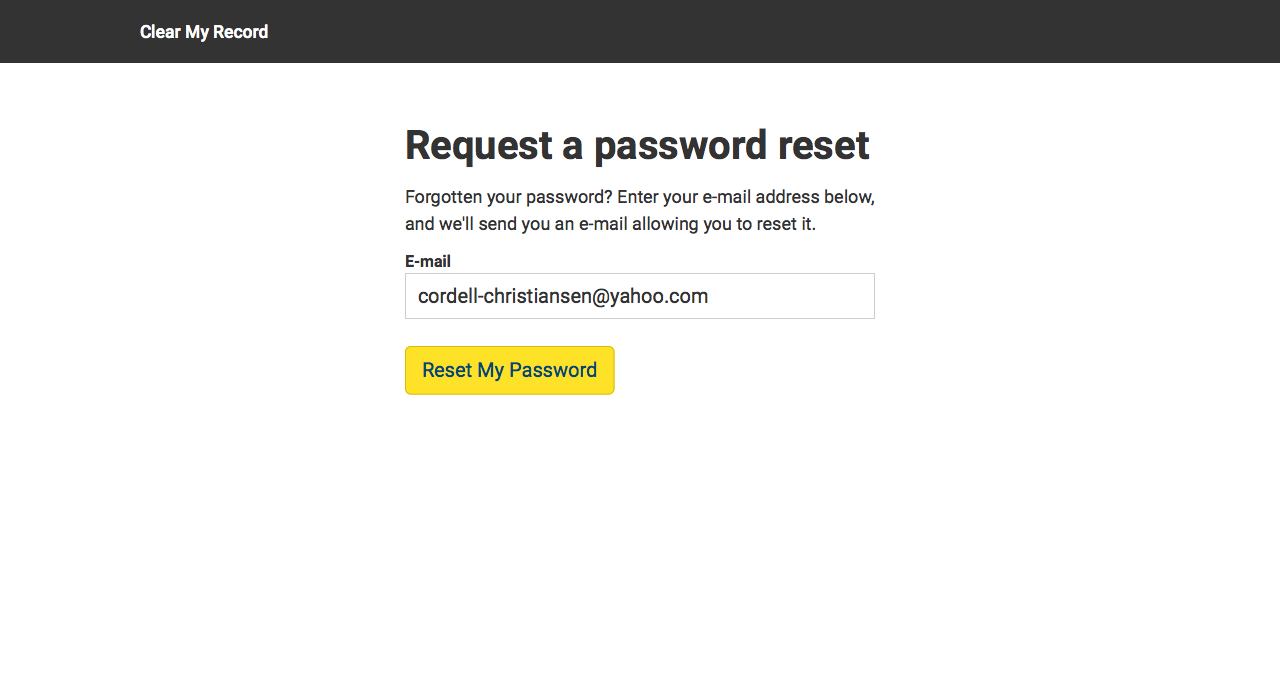 Clear My Record
Request a password reset
Forgotten your password? Enter your e-mail address below,
and we'll send you an e-mail allowing you to reset it.
E-mail
cordell-christiansen@yahoo.com
Reset My Password